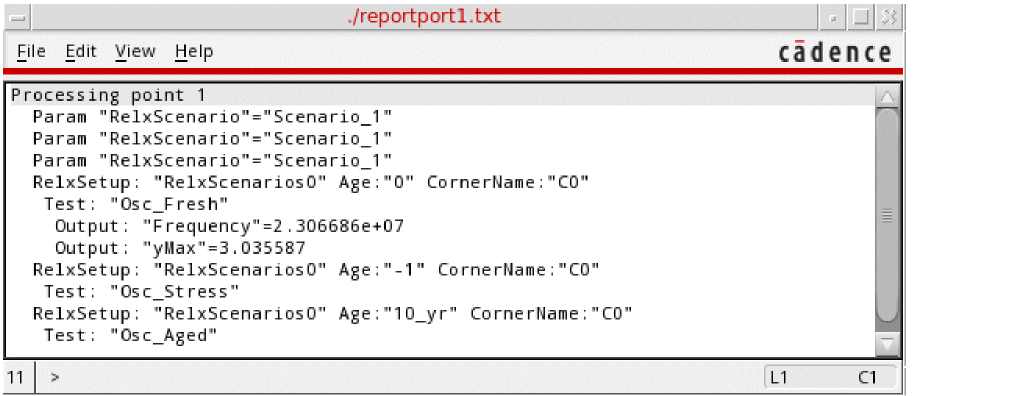 ./reportport1.txt
File Edit View Help
cādence
Processing point 1
Param "RelxScenario"="Scenario_1"
Param "RelxScenario"="Scenario_1"
Param "RelxScenario"="Scenario_1"
RelxSetup: "RelxScenarios0" Age:"0" CornerName:"C0"
Test: "Osc_Fresh"
Output: "Frequency"=2.306686e+07
Output: "yMax"=3.035587
RelxSetup: "RelxScenarios0" Age:"-1" CornerName:"C0"
Test: "Osc_Stress"
RelxSetup: "RelxScenarios0" Age:"10_yr" CornerName:"C0"
Test: "Osc_Aged"
11 > L1 C1